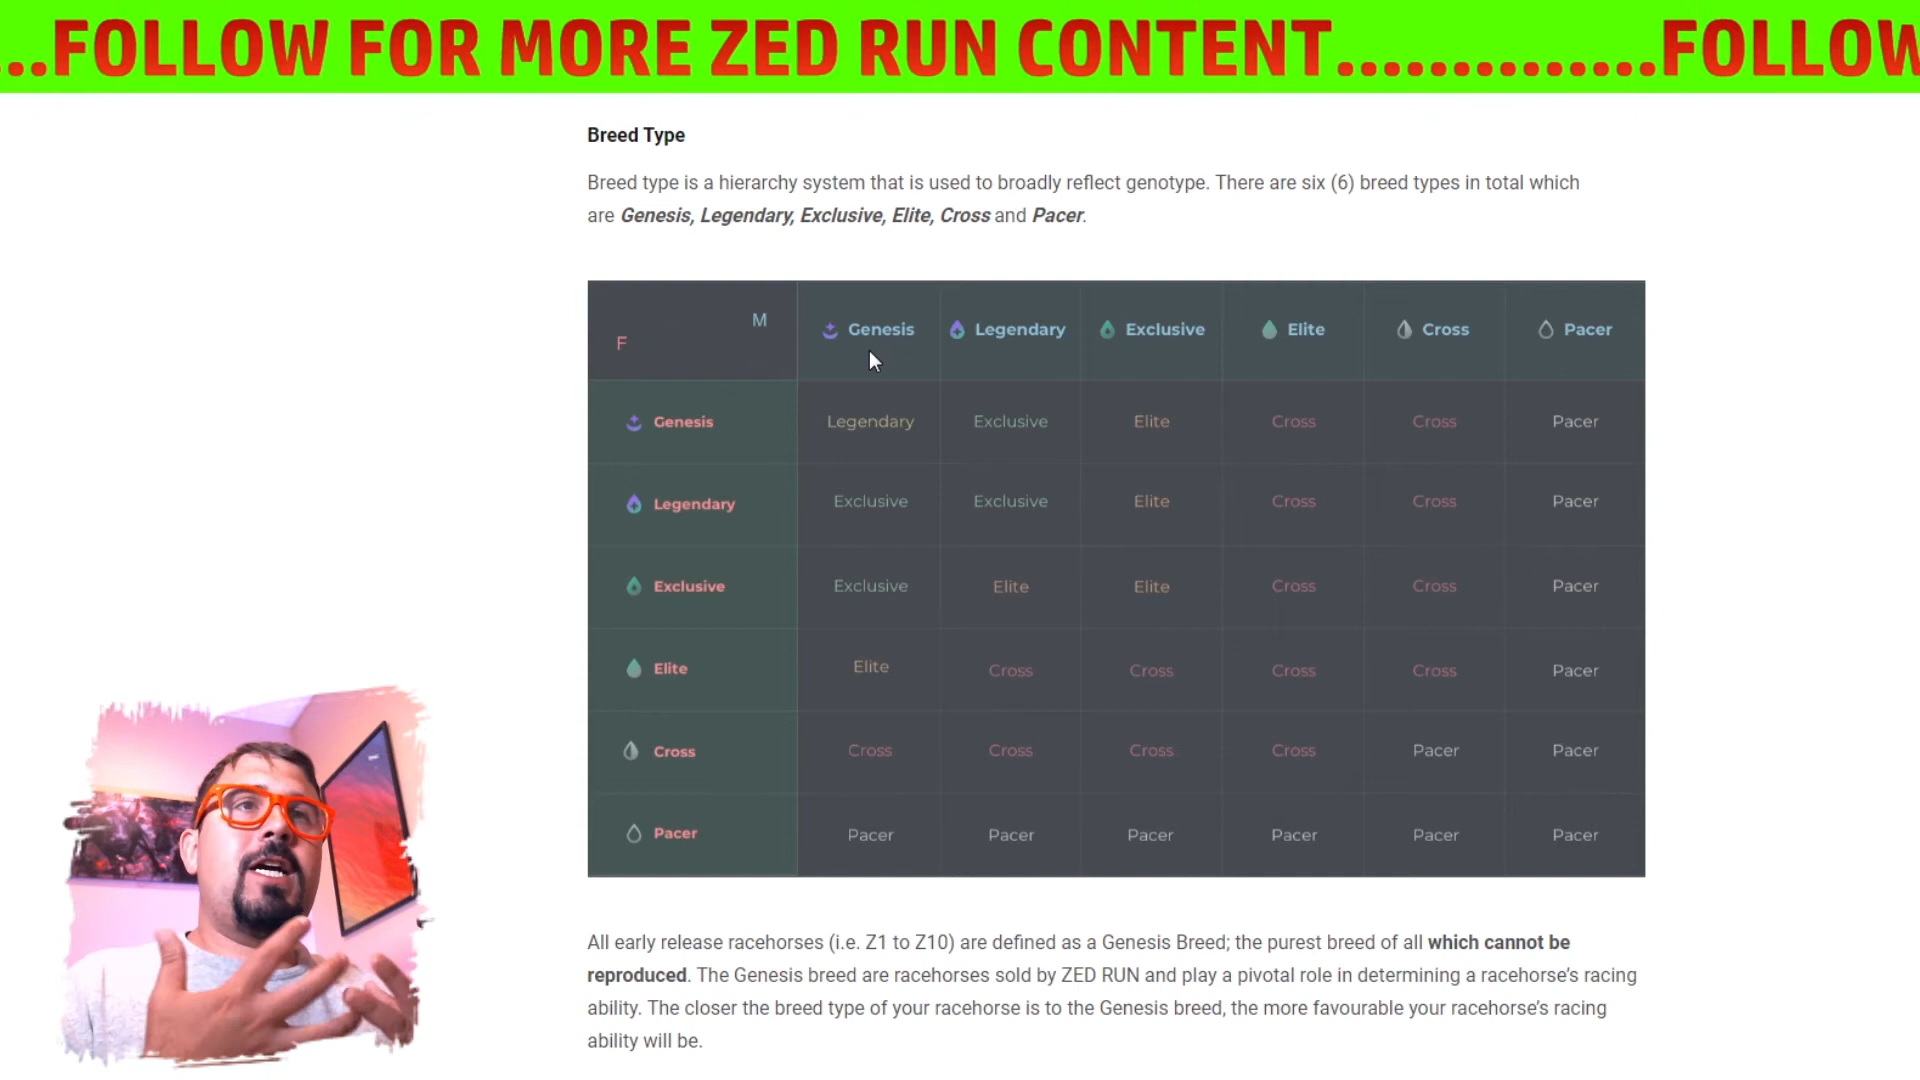 ...FOLLOW FOR MORE ZED RUN CONTENT..............FOLLOW
Breed Type
Breed type is a hierarchy system that is used to broadly reflect genotype. There are six (6) breed types in total which
are Genesis, Legendary, Exclusive, Elite, Cross and Pacer.
F M Genesis Legendary Exclusive Elite Cross Pacer
Genesis Legendary Exclusive Elite Cross Cross Pacer
Legendary Exclusive Exclusive Elite Cross Cross Pacer
Exclusive Exclusive Elite Elite Cross Cross Pacer
Elite Elite Cross Cross Cross Cross Pacer
Cross Cross Cross Cross Cross Pacer Pacer
Pacer Pacer Pacer Pacer Pacer Pacer Pacer
All early release racehorses (i.e. Z1 to Z10) are defined as a Genesis Breed; the purest breed of all which cannot be
reproduced. The Genesis breed are racehorses sold by ZED RUN and play a pivotal role in determining a racehorse's racing
ability. The closer the breed type of your racehorse is to the Genesis breed, the more favourable your racehorse's racing
ability will be.